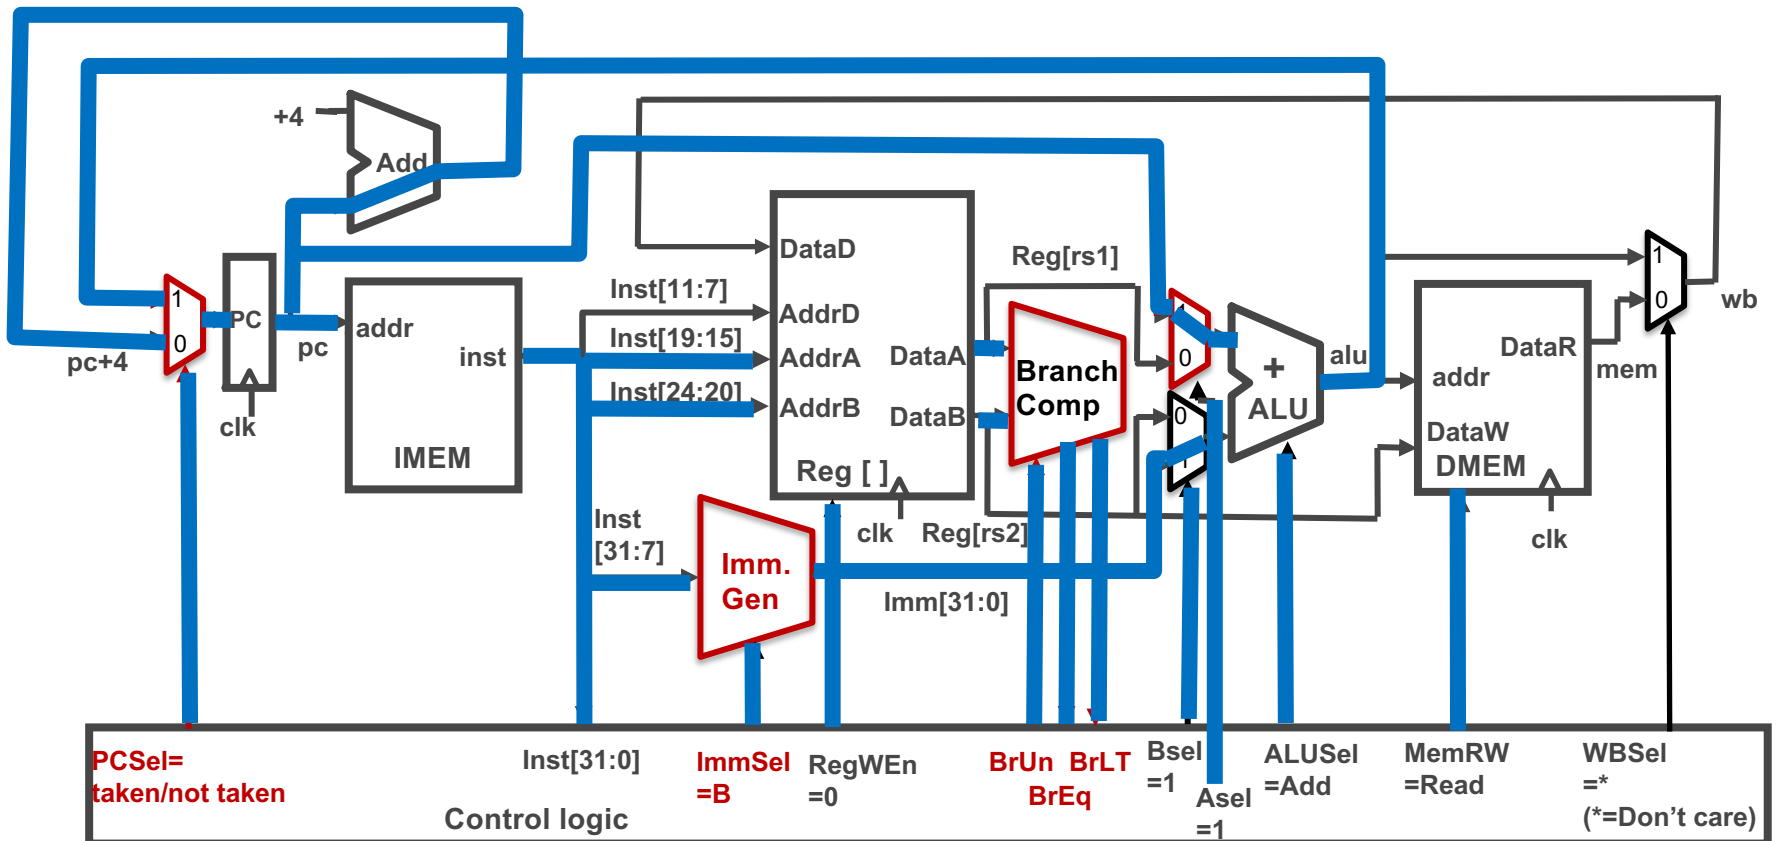 +4
Add
DataD
Reg[rs1]
1
0
wb
Inst[11:7]
AddrD
1
PC
addr
pc
Inst[19:15]
AddrA
DataA
0
pc+4
inst
Inst[24:20]
AddrB
DataB
Branch
Comp
1
0
0
1
+
ALU
alu
addr
DataR
mem
DataW
DMEM
clk
IMEM
Reg [ ]
clk
Reg[rs2]
clk
Inst
[31:7]
Imm.
Gen
Imm[31:0]
PCSel=
taken/not taken
Inst[31:0]
ImmSel
=B
RegWEn
=0
BrUn BrLT
BrEq
Bsel
=1
Asel
=1
ALUSel
=Add
MemRW
=Read
WBSel
=*
(*=Don't care)
Control logic